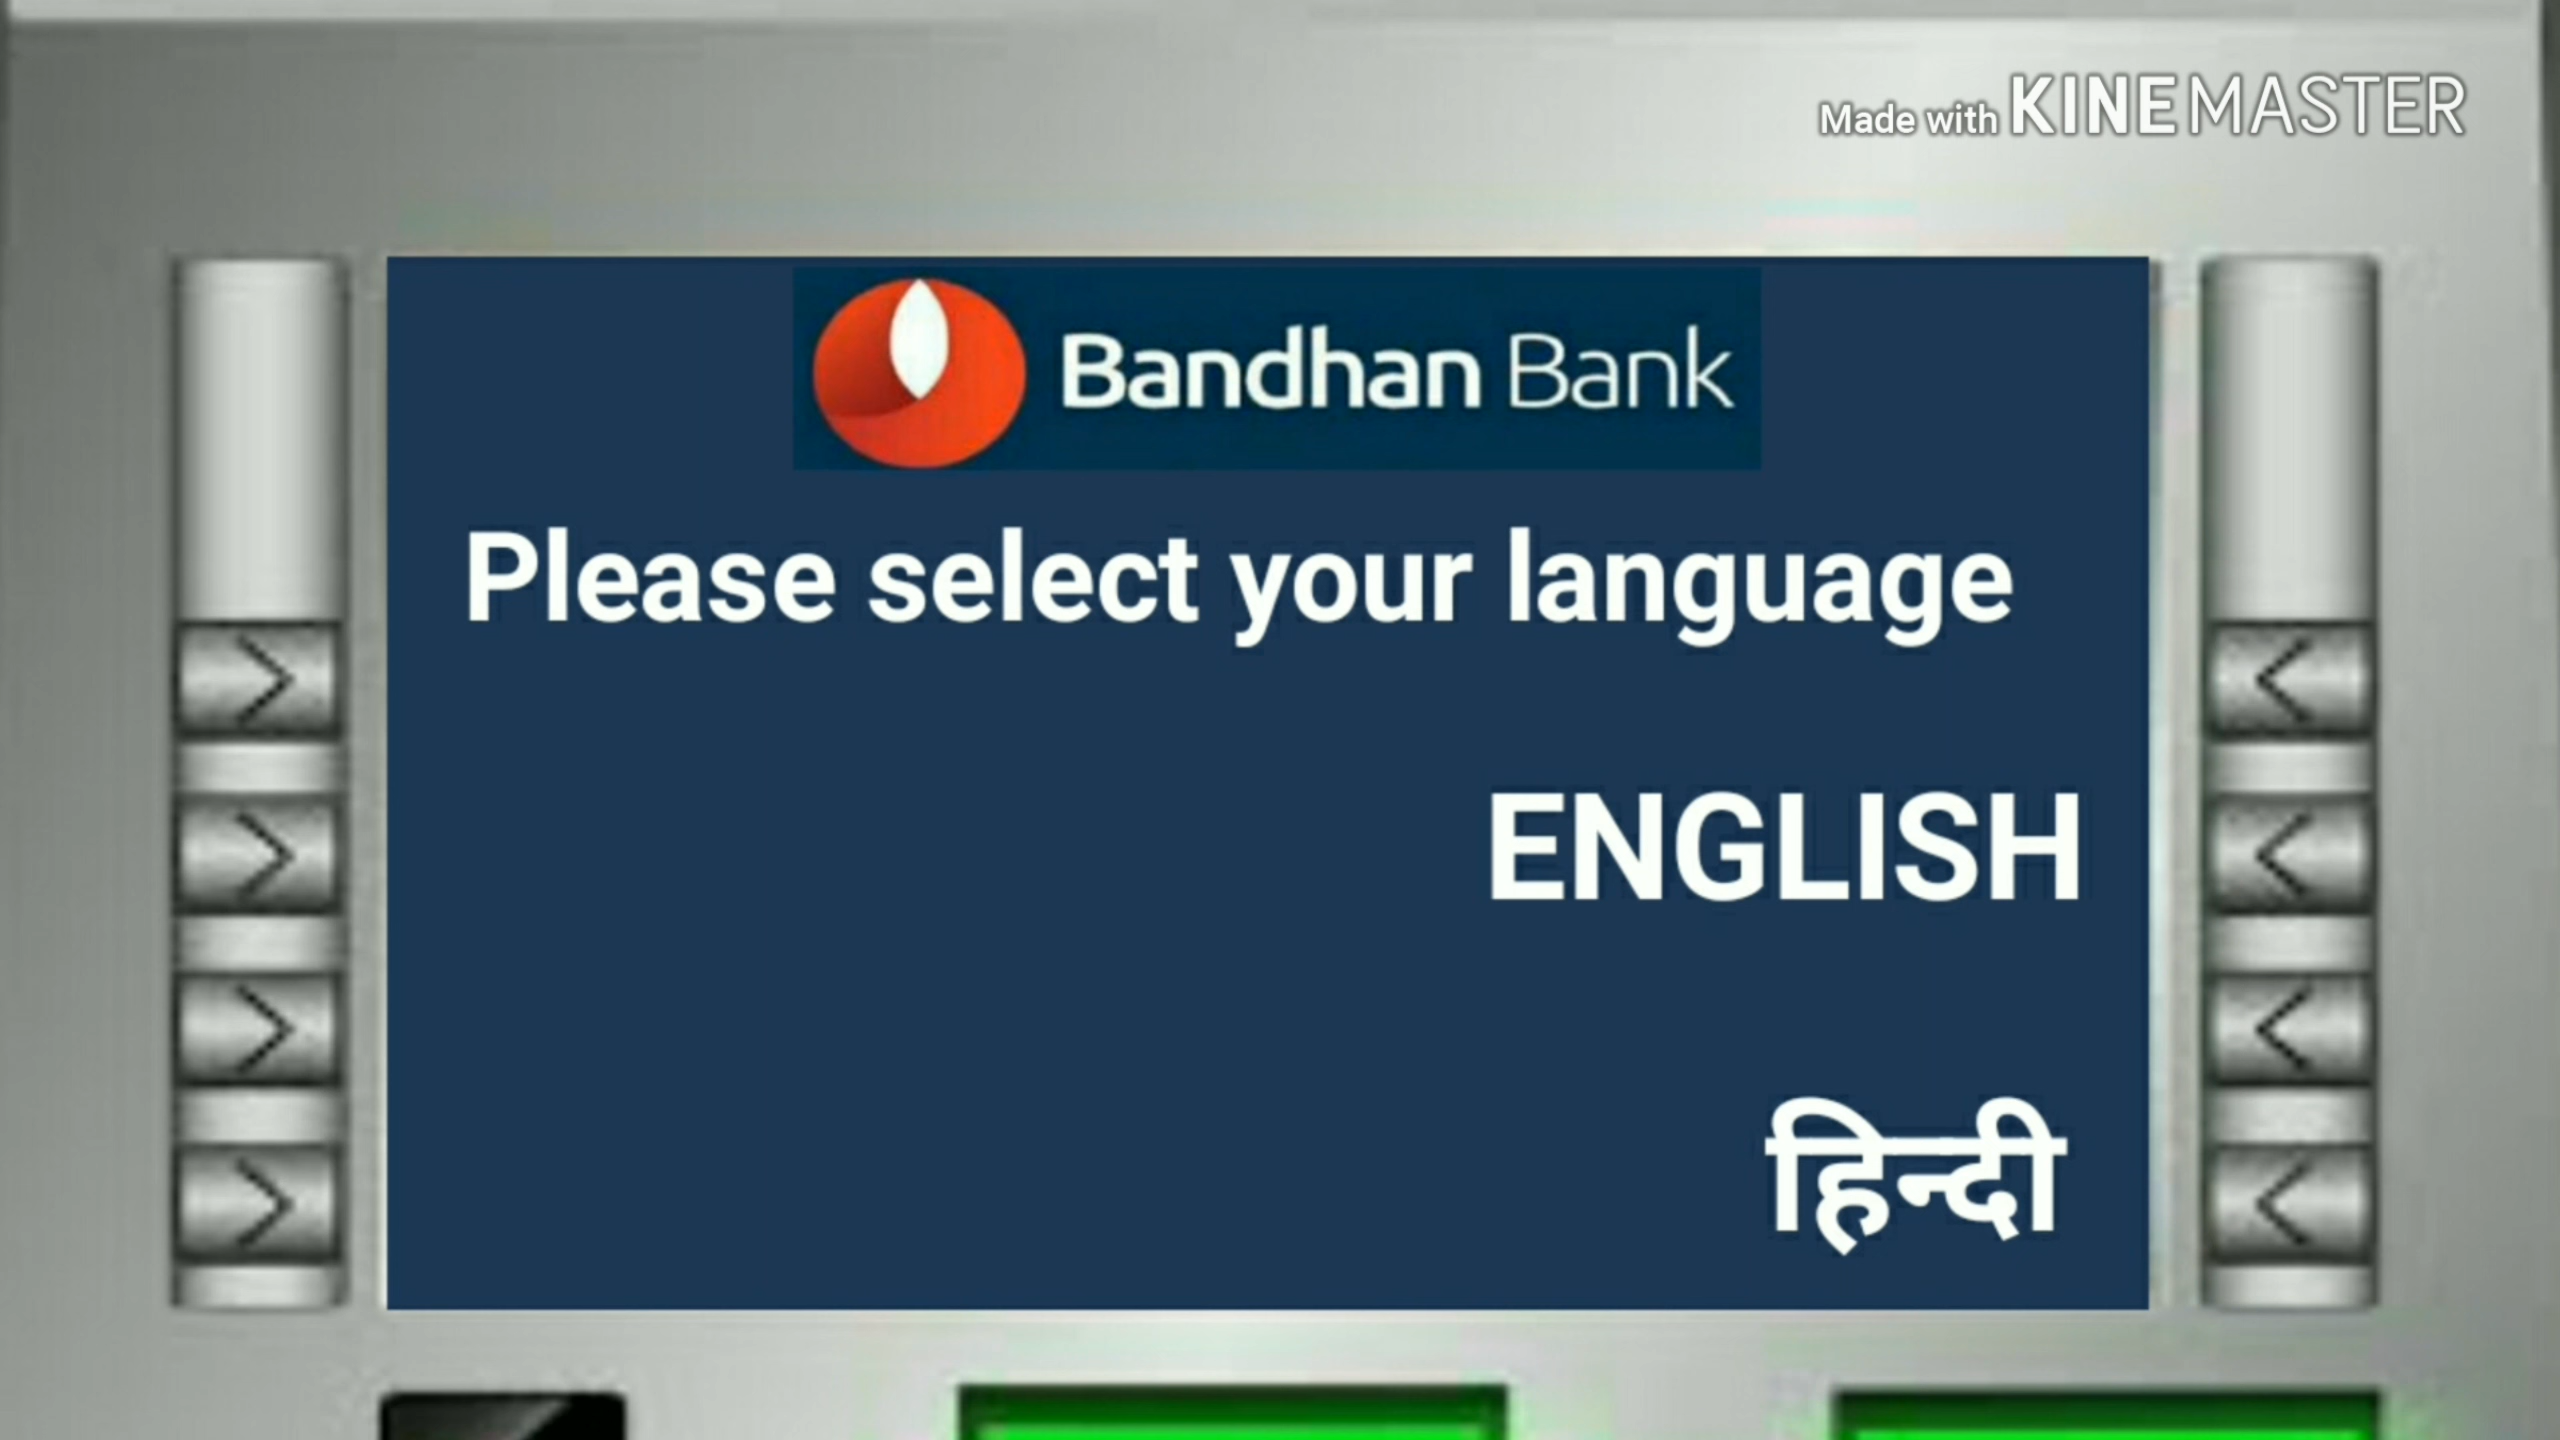 Made with KINEMASTER
Bandhan Bank
Please select your language
ENGLISH
हिन्दी